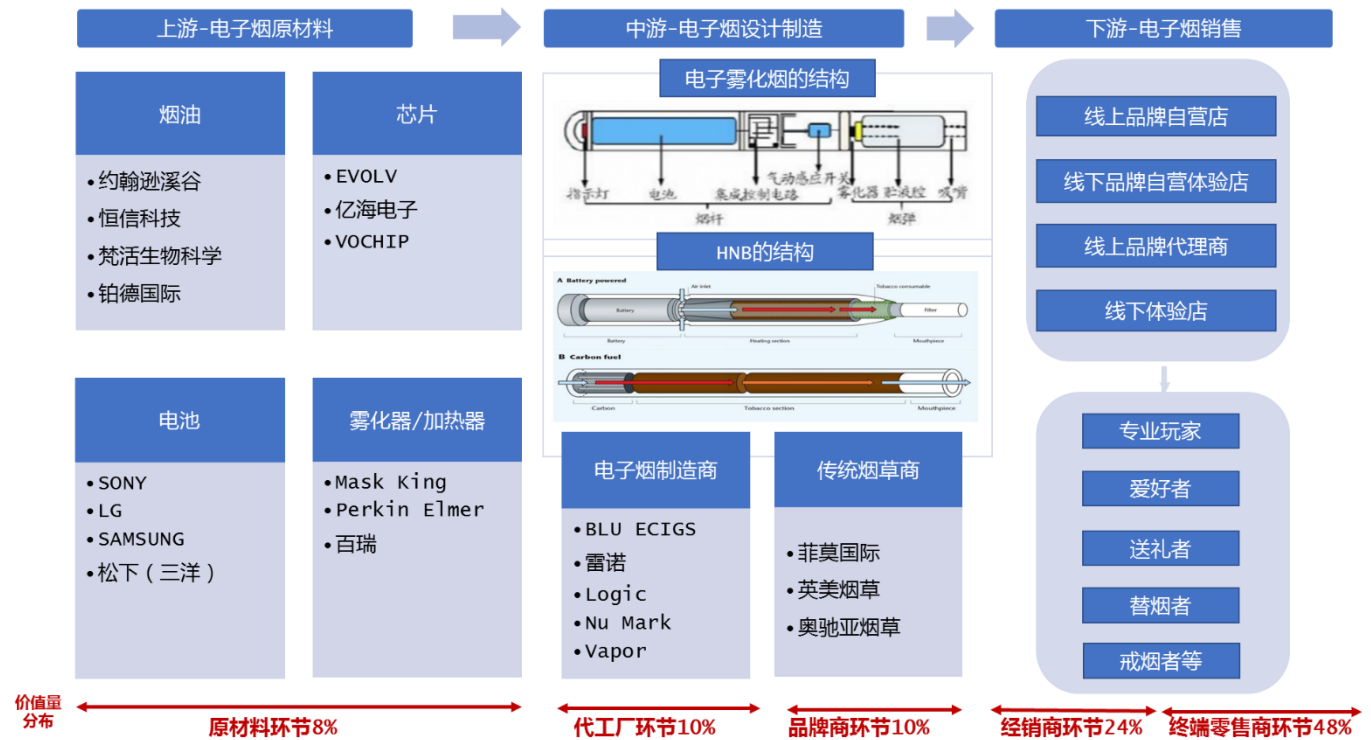 上游-电子烟原材料
中游-电子烟设计制造
下游-电子烟销售
烟油
•约翰逊溪谷
•恒信科技
•梵活生物科学
•铂德国际
芯片
•EVOLV
•亿海电子
•VOCHIP
电池
•SONY
•LG
•SAMSUNG
•松下（三洋）
雾化器/加热器
•Mask King
•Perkin Elmer
•百瑞
电子雾化烟的结构
指示灯
电池
集成控制电路
气动感应开关
雾化器
贮液腔
吸嘴
烟杆
烟弹
HNB的结构
A Battery powered
Air inlet
Tobacco consumable
Battery
Filter
Battery
Heating section
Mouthpiece
B Carbon fuel
Carbon
Tobacco section
Mouthpiece
电子烟制造商
•BLU ECIGS
•雷诺
•Logic
•Nu Mark
•Vapor
传统烟草商
•菲莫国际
•英美烟草
•奥驰亚烟草
线上品牌自营店
线下品牌自营体验店
线上品牌代理商
线下体验店
专业玩家
爱好者
送礼者
替烟者
戒烟者等
价值量
分布
原材料环节8%
代工厂环节10%
品牌商环节10%
经销商环节24%
终端零售商环节48%